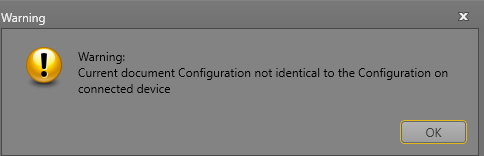 Warning
x
Warning:
Current document Configuration not identical to the Configuration on
connected device
OK